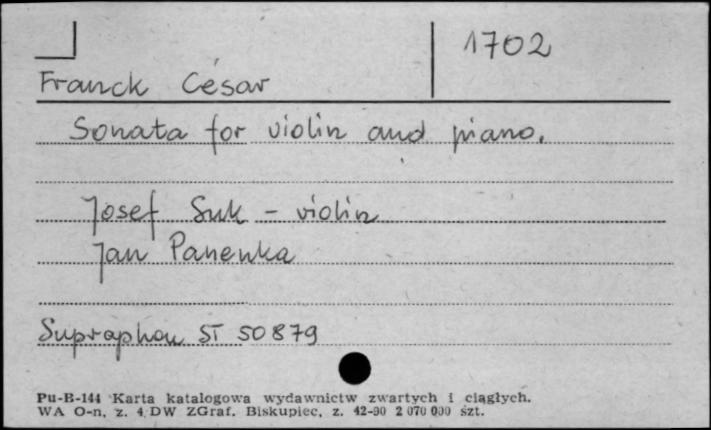 1702
Franck César
Sonata for violin and piano.
Josef Suk - violin
Jan Panenka
Supraphon ST 50879
Pu-B-144 Karta katalogowa wydawnictw zwartych i ciągłych.
WA O-n, z. 4 DW ZGraf. Biskupiec, z. 42-90 2 070 000 szt.